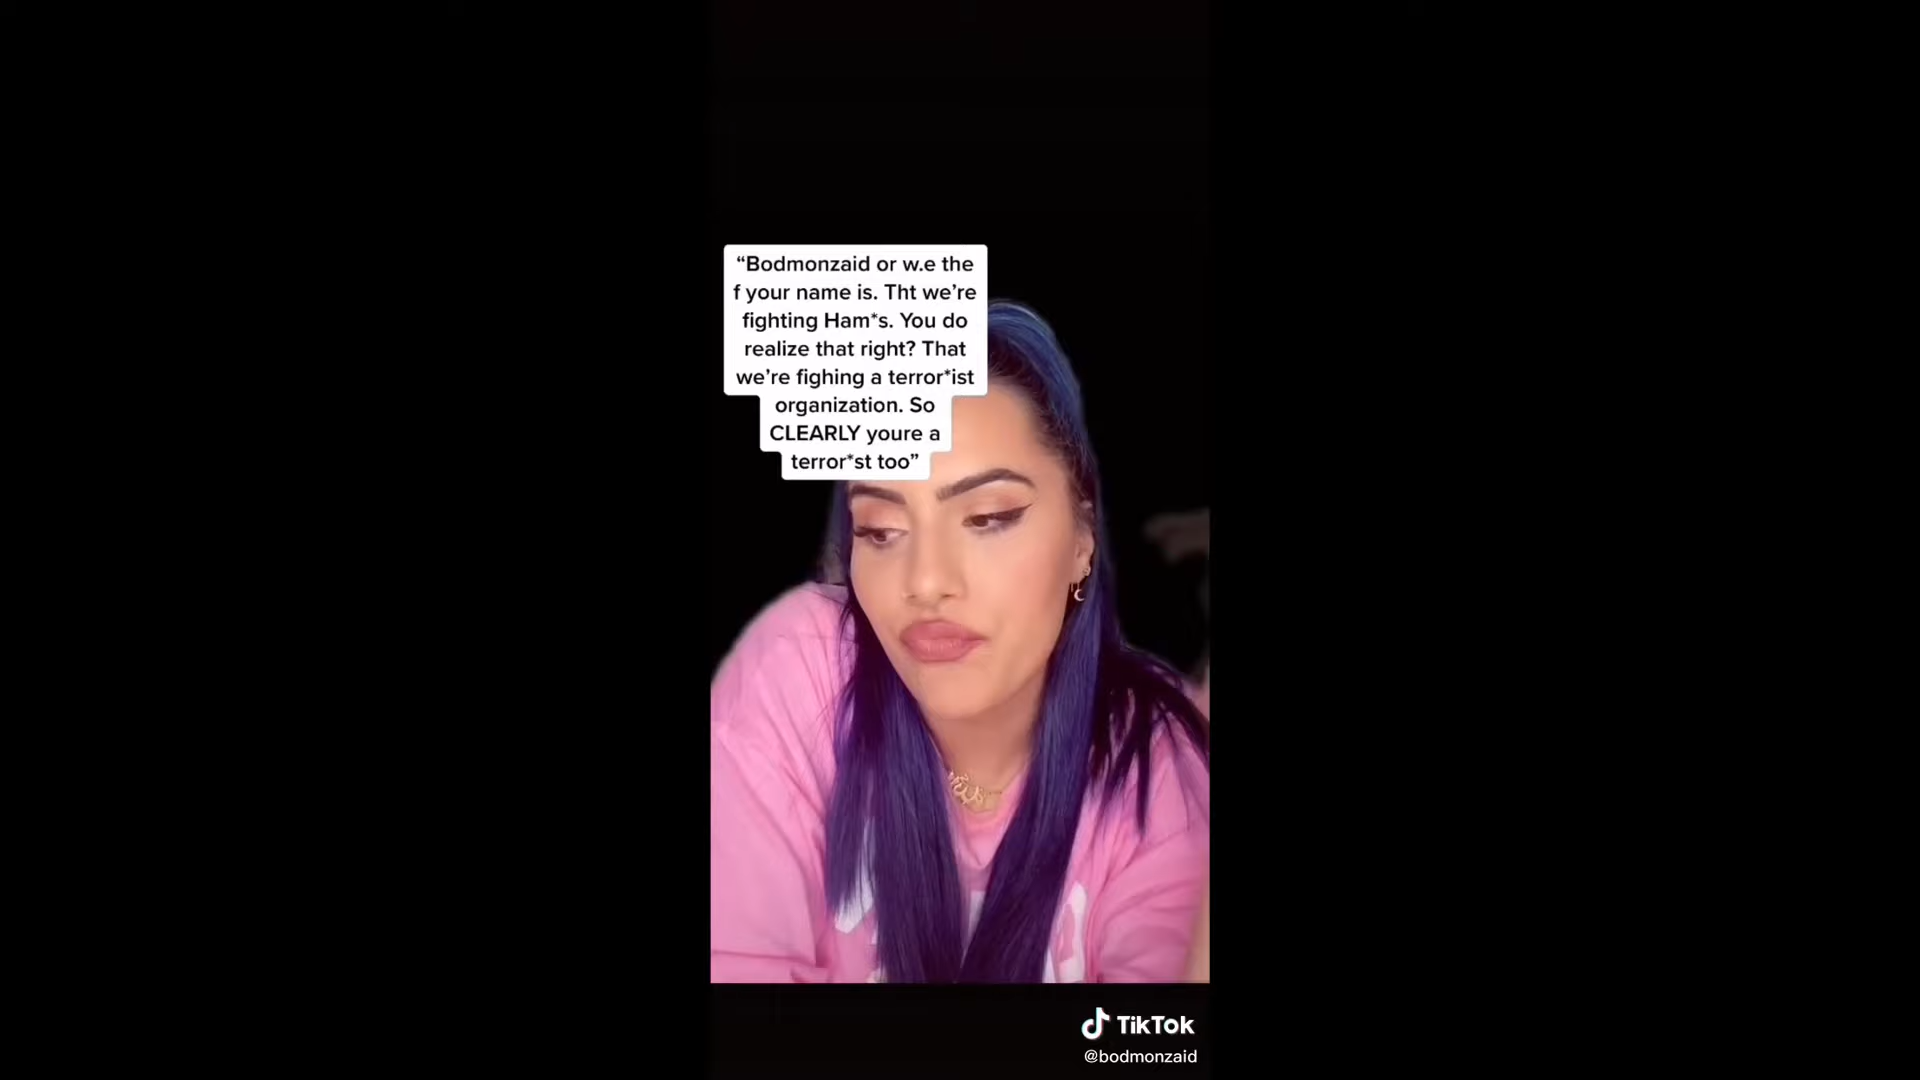 “Bodmonzaid or w.e the
f your name is. Tht we’re
fighting Ham*s. You do
realize that right? That
we’re fighing a terror*ist
organization. So
CLEARLY youre a
terror*st too”
TikTok
@bodmonzaid